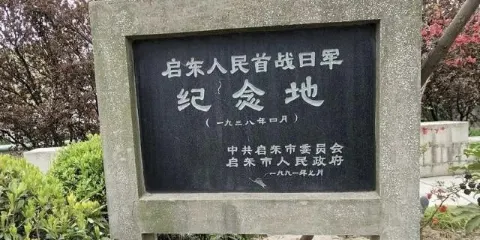 启东人民首战日军
纪念地
(一九三八年四月)
中共启东市委员会
启东市人民政府
一九九一年七月